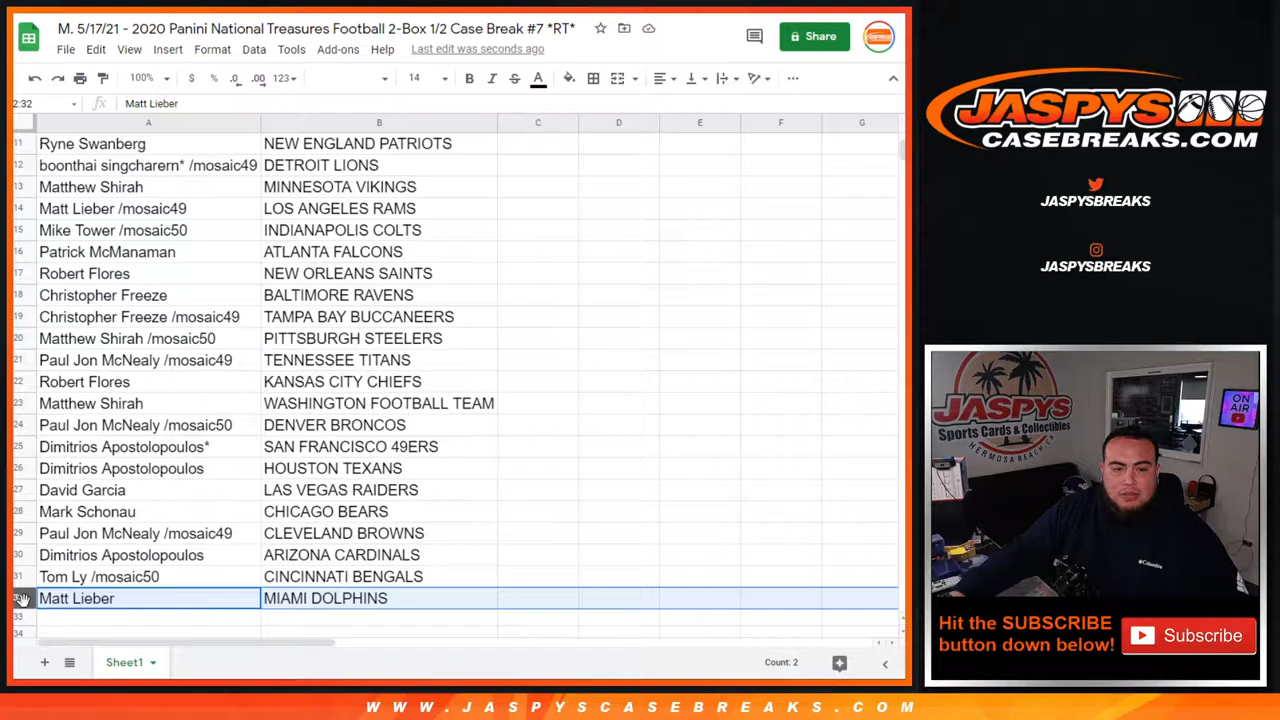 M. 5/17/21 - 2020 Panini National Treasures Football 2-Box 1/2 Case Break #7 *RT*
File Edit View Insert Format Data Tools Add-ons Help Last edit was seconds ago
Share
100% $ % .0 .00 123 14 B I S A
2:32 fx Matt Lieber
A B C D E F G
11 Ryne Swanberg NEW ENGLAND PATRIOTS
12 boonthai singcharern* /mosaic49 DETROIT LIONS
13 Matthew Shirah MINNESOTA VIKINGS
14 Matt Lieber /mosaic49 LOS ANGELES RAMS
15 Mike Tower /mosaic50 INDIANAPOLIS COLTS
16 Patrick McManaman ATLANTA FALCONS
17 Robert Flores NEW ORLEANS SAINTS
18 Christopher Freeze BALTIMORE RAVENS
19 Christopher Freeze /mosaic49 TAMPA BAY BUCCANEERS
20 Matthew Shirah /mosaic50 PITTSBURGH STEELERS
21 Paul Jon McNealy /mosaic49 TENNESSEE TITANS
22 Robert Flores KANSAS CITY CHIEFS
23 Matthew Shirah WASHINGTON FOOTBALL TEAM
24 Paul Jon McNealy /mosaic50 DENVER BRONCOS
25 Dimitrios Apostolopoulos* SAN FRANCISCO 49ERS
26 Dimitrios Apostolopoulos HOUSTON TEXANS
27 David Garcia LAS VEGAS RAIDERS
28 Mark Schonau CHICAGO BEARS
29 Paul Jon McNealy /mosaic49 CLEVELAND BROWNS
30 Dimitrios Apostolopoulos ARIZONA CARDINALS
31 Tom Ly /mosaic50 CINCINNATI BENGALS
Matt Lieber MIAMI DOLPHINS
33
34
Sheet1
Count: 2
JASPYS
CASEBREAKS.COM
JASPYSBREAKS
JASPYSBREAKS
JASPYS
Sports Cards & Collectibles
HERMOSA BEACH
ON AIR
Columbia
Hit the SUBSCRIBE
button down below!
Subscribe
WWW.JASPYSCASEBREAKS.COM